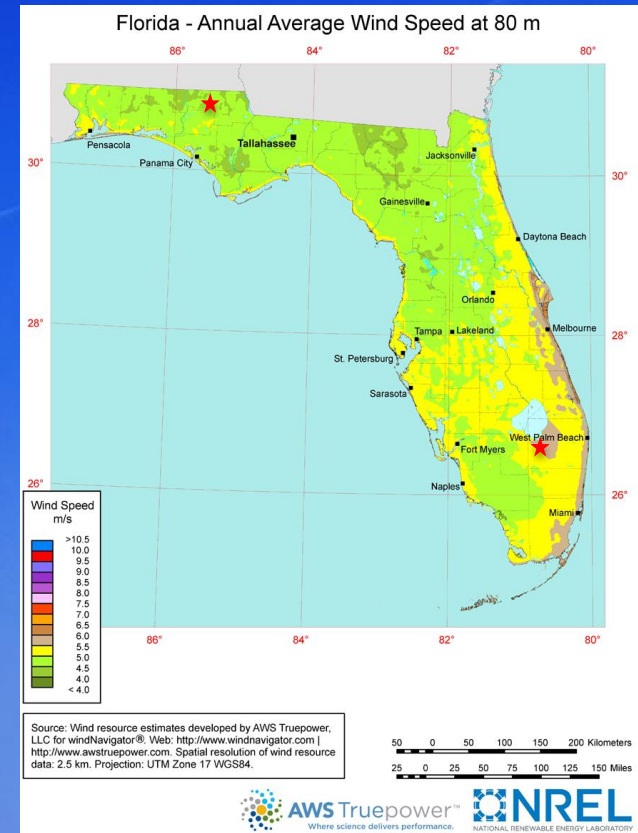 Florida - Annual Average Wind Speed at 80 m
86°
84°
82°
80°
Pensacola
Tallahassee
Jacksonville
Panama City
30°
30°
Gainesville
Daytona Beach
Orlando
28°
Tampa
Lakeland
Melbourne
28°
St. Petersburg
Sarasota
West Palm Beach
Fort Myers
26°
Naples
26°
Miami
Wind Speed
m/s
>10.5
10.0
9.5
9.0
8.5
8.0
7.5
7.0
6.5
6.0
5.5
5.0
4.5
4.0
< 4.0
86°
84°
82°
80°
Source: Wind resource estimates developed by AWS Truepower,
LLC for windNavigator®. Web: http://www.windnavigator.com |
http://www.awstruepower.com. Spatial resolution of wind resource
data: 2.5 km. Projection: UTM Zone 17 WGS84.
50 0 50 100 150 200 Kilometers
25 0 25 50 75 100 125 150 Miles
AWS Truepower™
Where science delivers performance.
NREL
NATIONAL RENEWABLE ENERGY LABORATORY